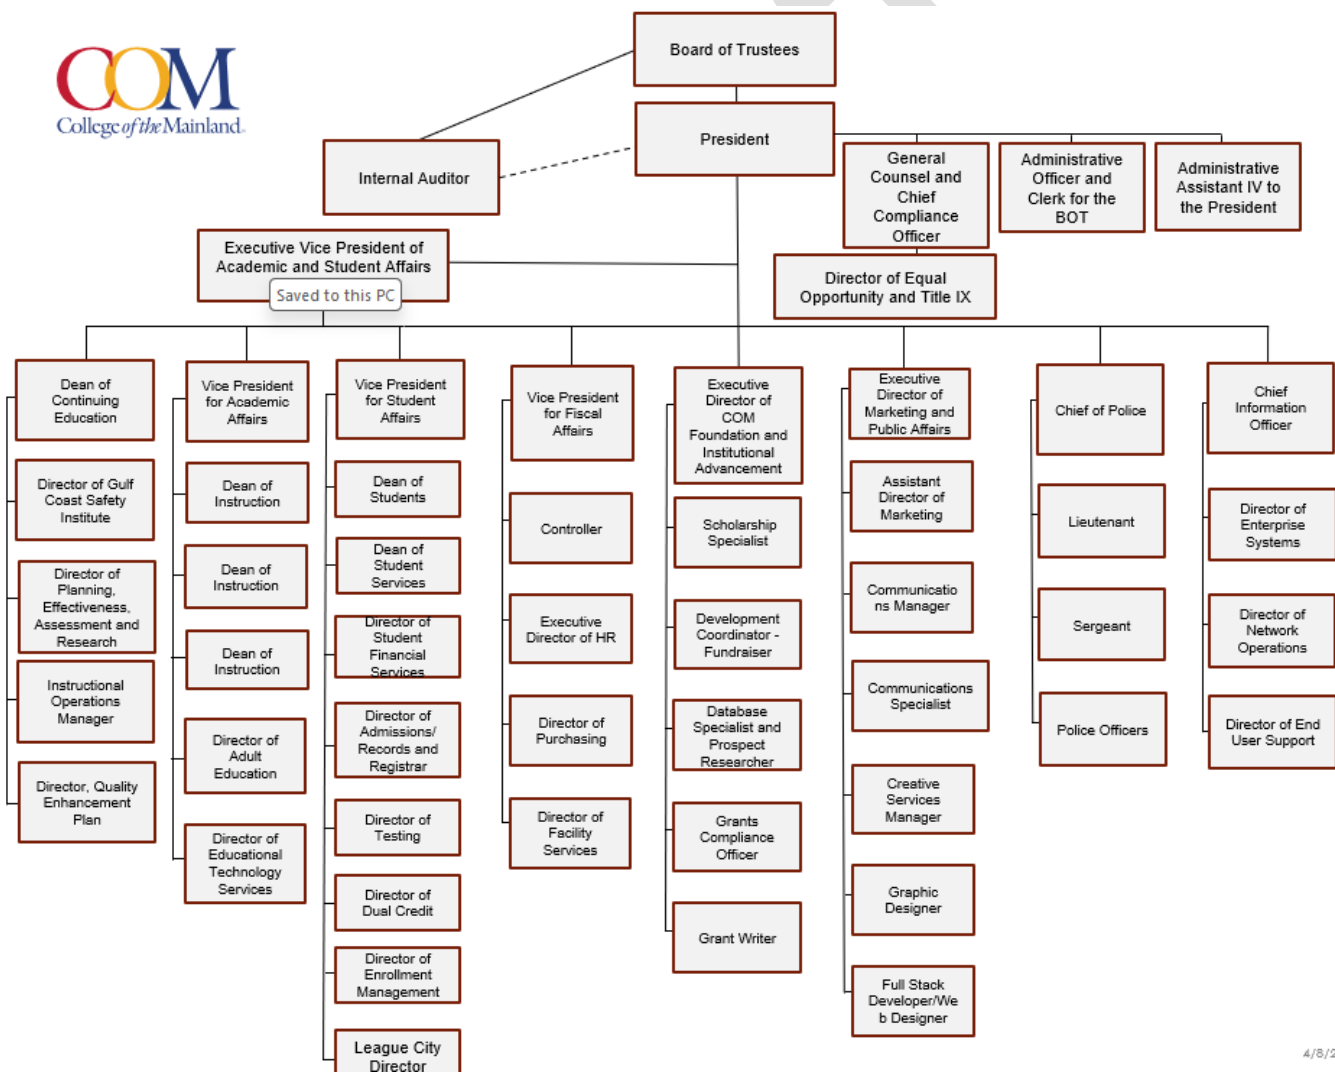 COM
College of the Mainland
Board of Trustees
President
Internal Auditor
General
Counsel and
Chief
Compliance
Officer
Administrative
Officer and
Clerk for the
BOT
Administrative
Assistant IV to
the President
Executive Vice President of
Academic and Student Affairs
Saved to this PC
Director of Equal
Opportunity and Title IX
Dean of
Continuing
Education
Director of Gulf
Coast Safety
Institute
Director of
Planning,
Effectiveness,
Assessment and
Research
Instructional
Operations
Manager
Director, Quality
Enhancement
Plan
Vice President
for Academic
Affairs
Dean of
Instruction
Dean of
Instruction
Dean of
Instruction
Director of
Adult
Education
Director of
Educational
Technology
Services
Vice President
for Student
Affairs
Dean of
Students
Dean of
Student
Services
Director of
Student
Financial
Services
Director of
Admissions/
Records and
Registrar
Director of
Testing
Director of
Dual Credit
Director of
Enrollment
Management
League City
Director
Vice President
for Fiscal
Affairs
Controller
Executive
Director of HR
Director of
Purchasing
Director of
Facility
Services
Executive
Director of
COM
Foundation and
Institutional
Advancement
Scholarship
Specialist
Development
Coordinator -
Fundraiser
Database
Specialist and
Prospect
Researcher
Grants
Compliance
Officer
Grant Writer
Executive
Director of
Marketing and
Public Affairs
Assistant
Director of
Marketing
Communicatio
ns Manager
Communications
Specialist
Creative
Services
Manager
Graphic
Designer
Full Stack
Developer/We
b Designer
Chief of Police
Lieutenant
Sergeant
Police Officers
Chief
Information
Officer
Director of
Enterprise
Systems
Director of
Network
Operations
Director of End
User Support
4/8/2